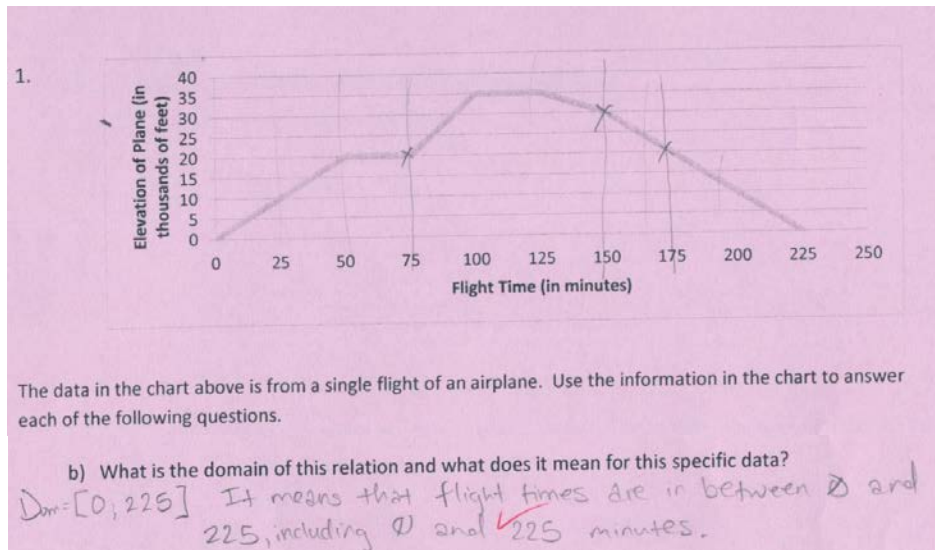 1.
Elevation of Plane (in
thousands of feet)
40
35
30
25
20
15
10
5
0
0 25 50 75 100 125 150 175 200 225 250
Flight Time (in minutes)
The data in the chart above is from a single flight of an airplane. Use the information in the chart to answer
each of the following questions.
b) What is the domain of this relation and what does it mean for this specific data?
Dom=[0, 225] It means that flight times are in between 0 and
225, including 0 and 225 minutes.